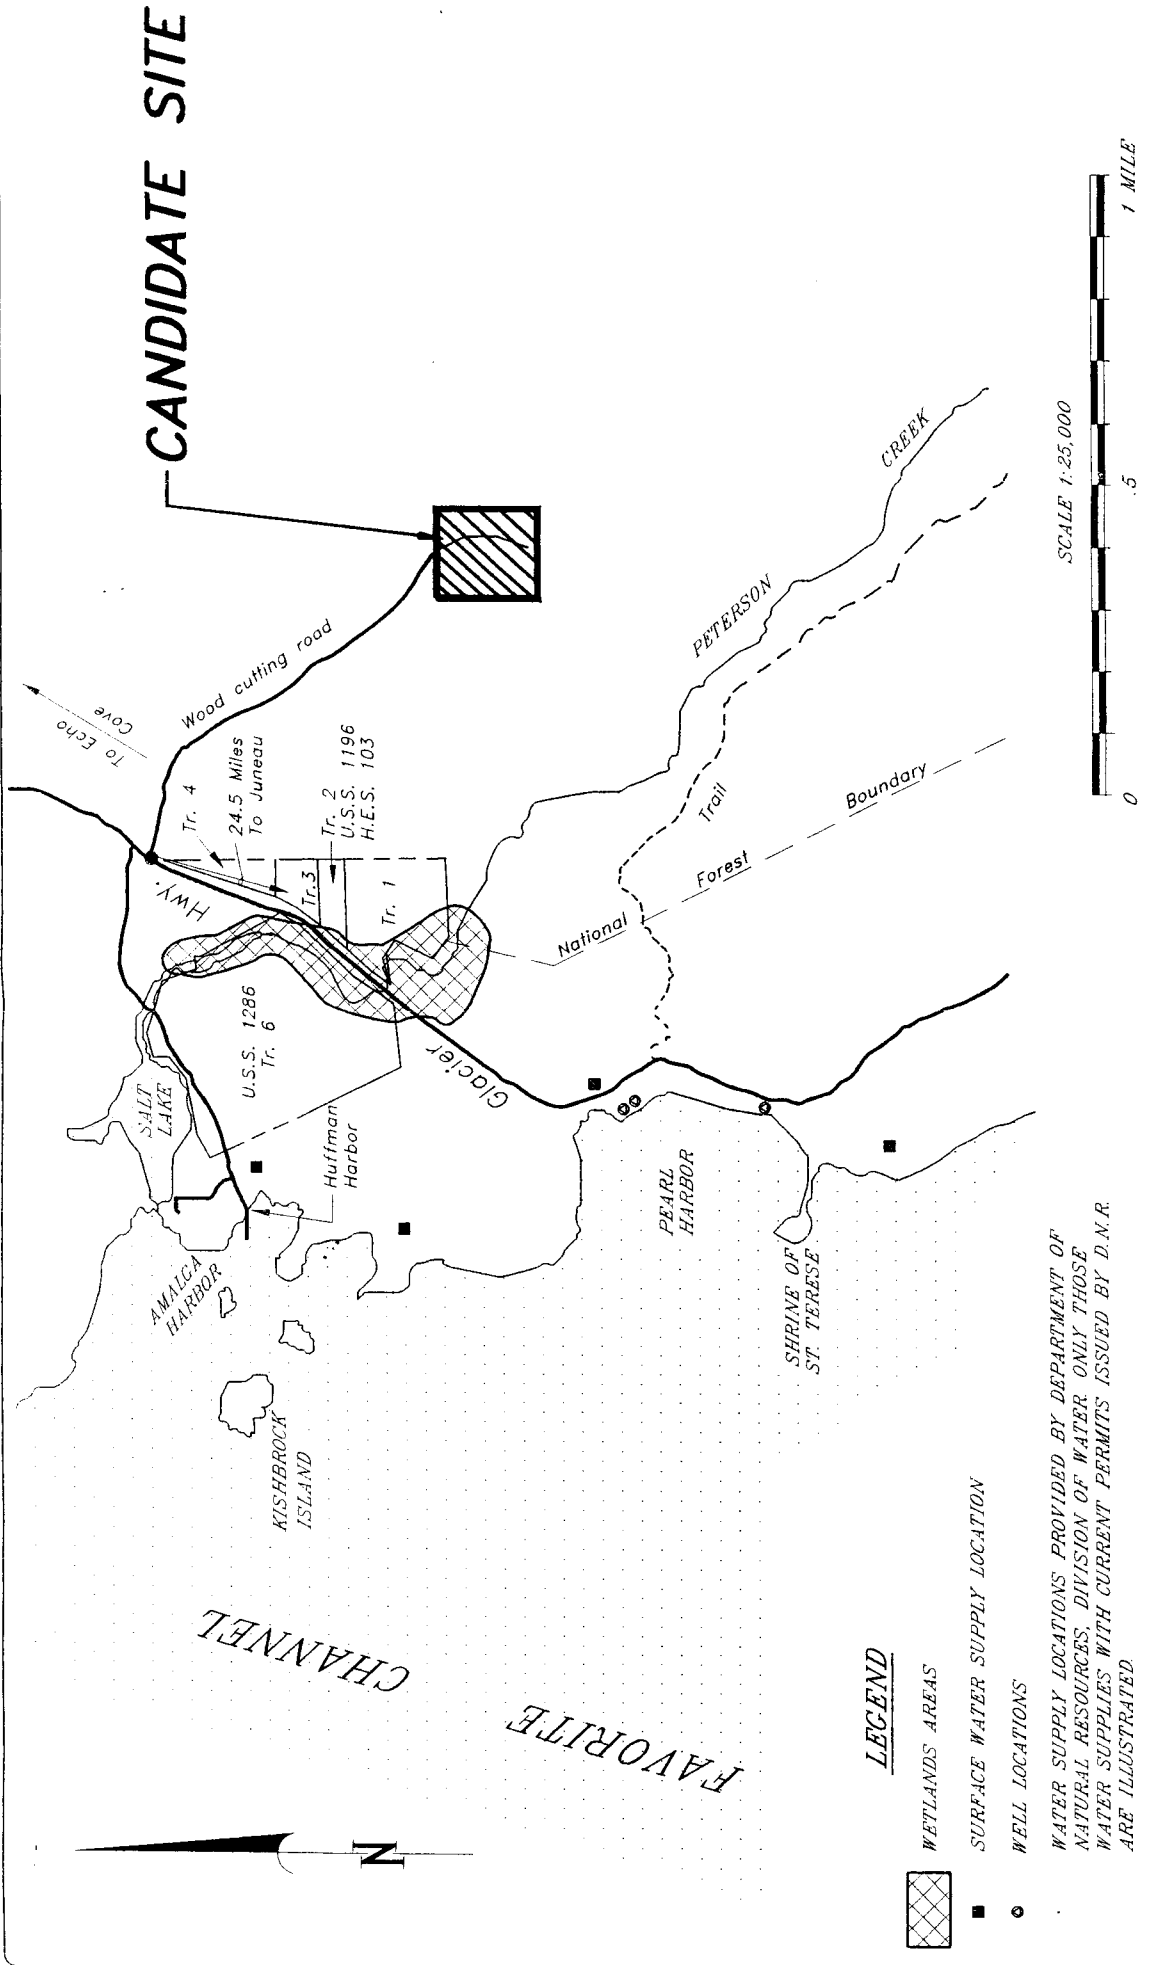 CANDIDATE SITE
To Echo
Cove
Wood cutting road
Tr. 4
24.5 Miles
To Juneau
Tr. 2
U.S.S. 1196
H.E.S. 103
Tr.3
Tr. 1
Hwy.
Glacier
U.S.S. 1286
Tr. 6
SALT
LAKE
Huffman
Harbor
AMALGA
HARBOR
KISHBROCK
ISLAND
PEARL
HARBOR
SHRINE OF
ST. TERESE
PETERSON
CREEK
Trail
National
Forest
Boundary
FAVORITE
CHANNEL
N
SCALE 1:25,000
0
.5
1 MILE
LEGEND
WETLANDS AREAS
SURFACE WATER SUPPLY LOCATION
WELL LOCATIONS
WATER SUPPLY LOCATIONS PROVIDED BY DEPARTMENT OF
NATURAL RESOURCES, DIVISION OF WATER. ONLY THOSE
WATER SUPPLIES WITH CURRENT PERMITS ISSUED BY D.N.R.
ARE ILLUSTRATED.